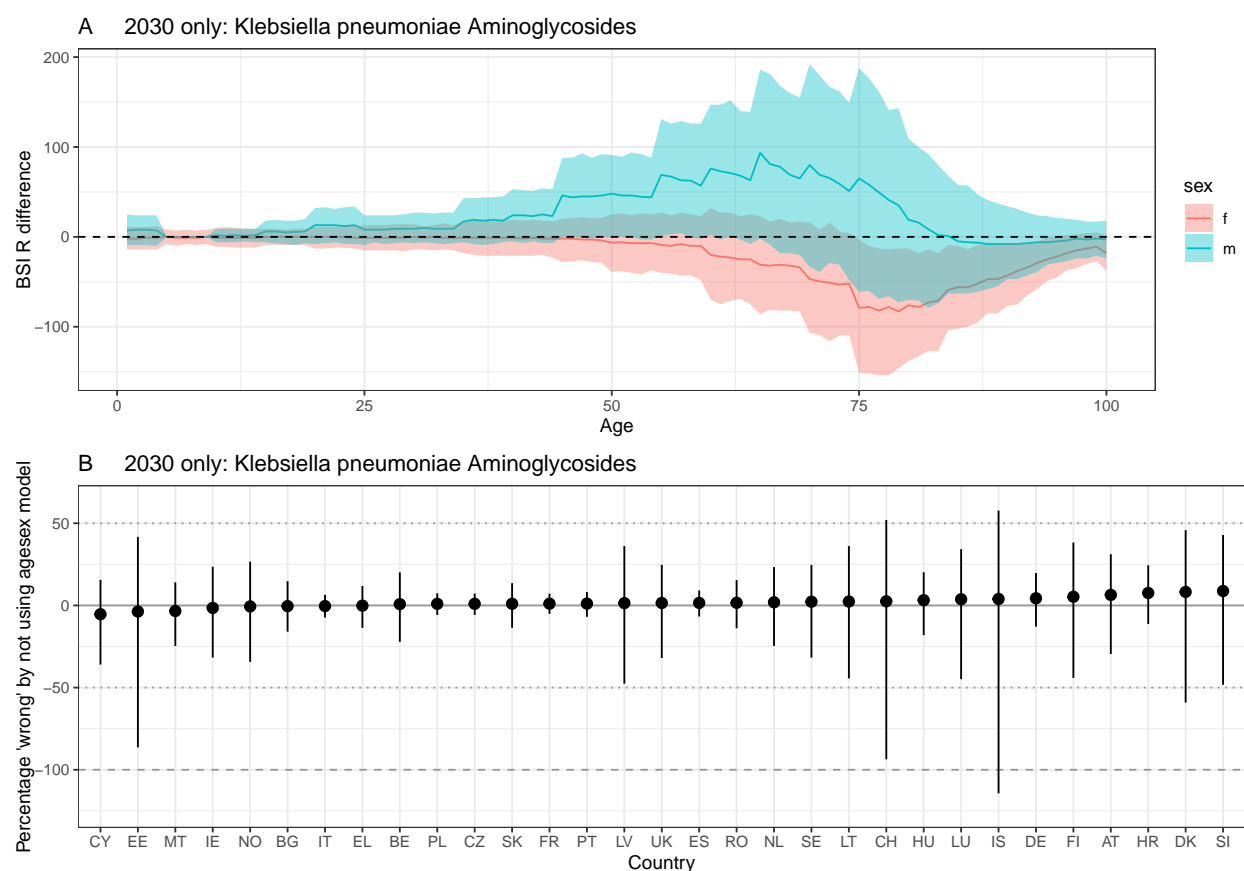 A 2030 only: Klebsiella pneumoniae Aminoglycosides
200
100
0
−100
BSI R difference
0 25 50 75 100
Age
sex
f
m
B 2030 only: Klebsiella pneumoniae Aminoglycosides
50
0
−50
−100
Percentage 'wrong' by not using agesex model
CY EE MT IE NO BG IT EL BE PL CZ SK FR PT LV UK ES RO NL SE LT CH HU LU IS DE FI AT HR DK SI
Country